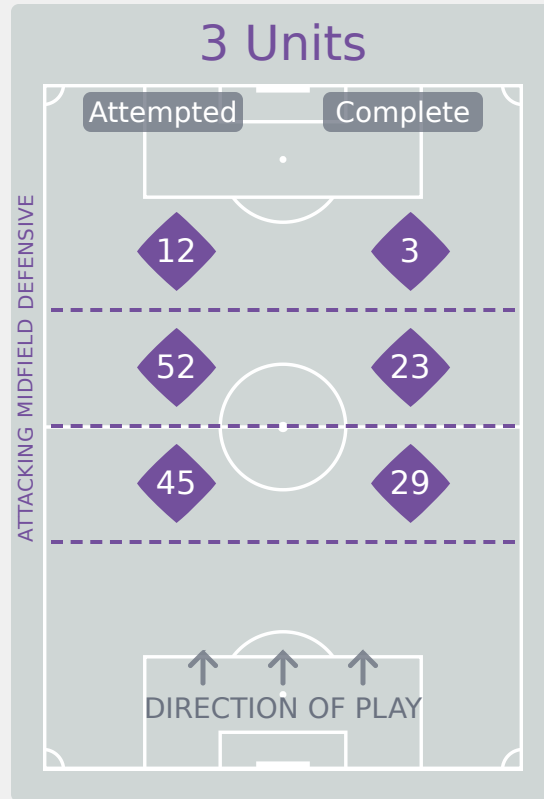 3 Units
Attempted Complete
ATTACKING MIDFIELD DEFENSIVE
12 3
52 23
45 29
DIRECTION OF PLAY